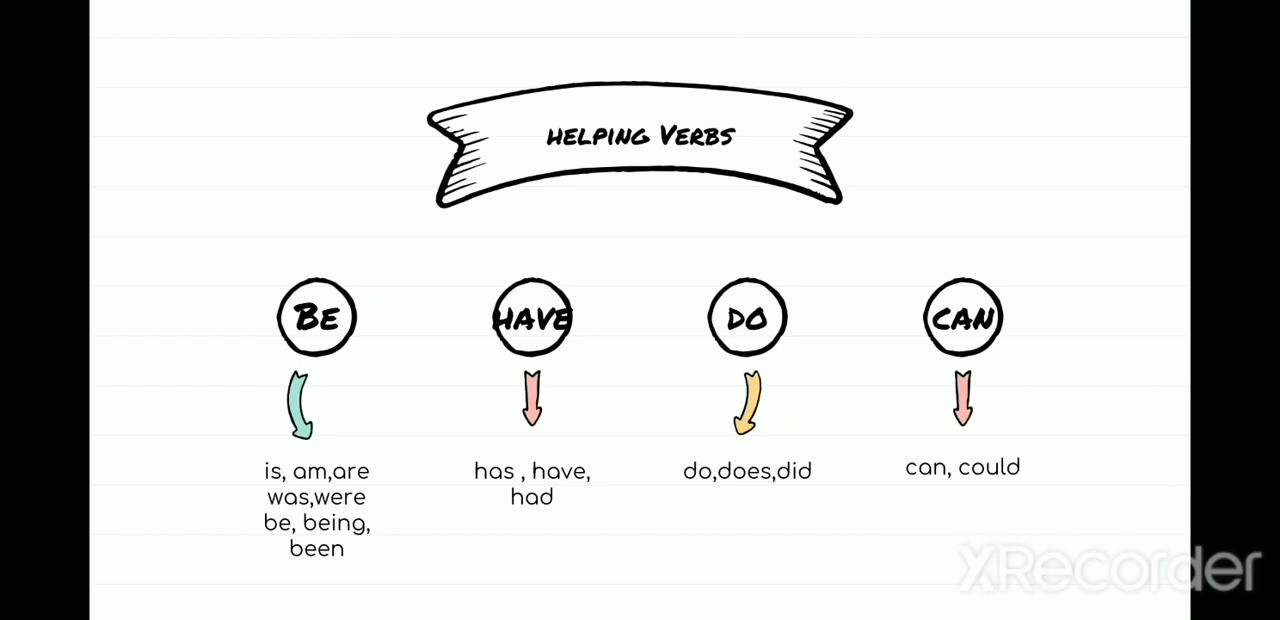 HELPING VERBS
BE
HAVE
DO
CAN
is, am,are
was,were
be, being,
been
has , have,
had
do,does,did
can, could
XRecorder